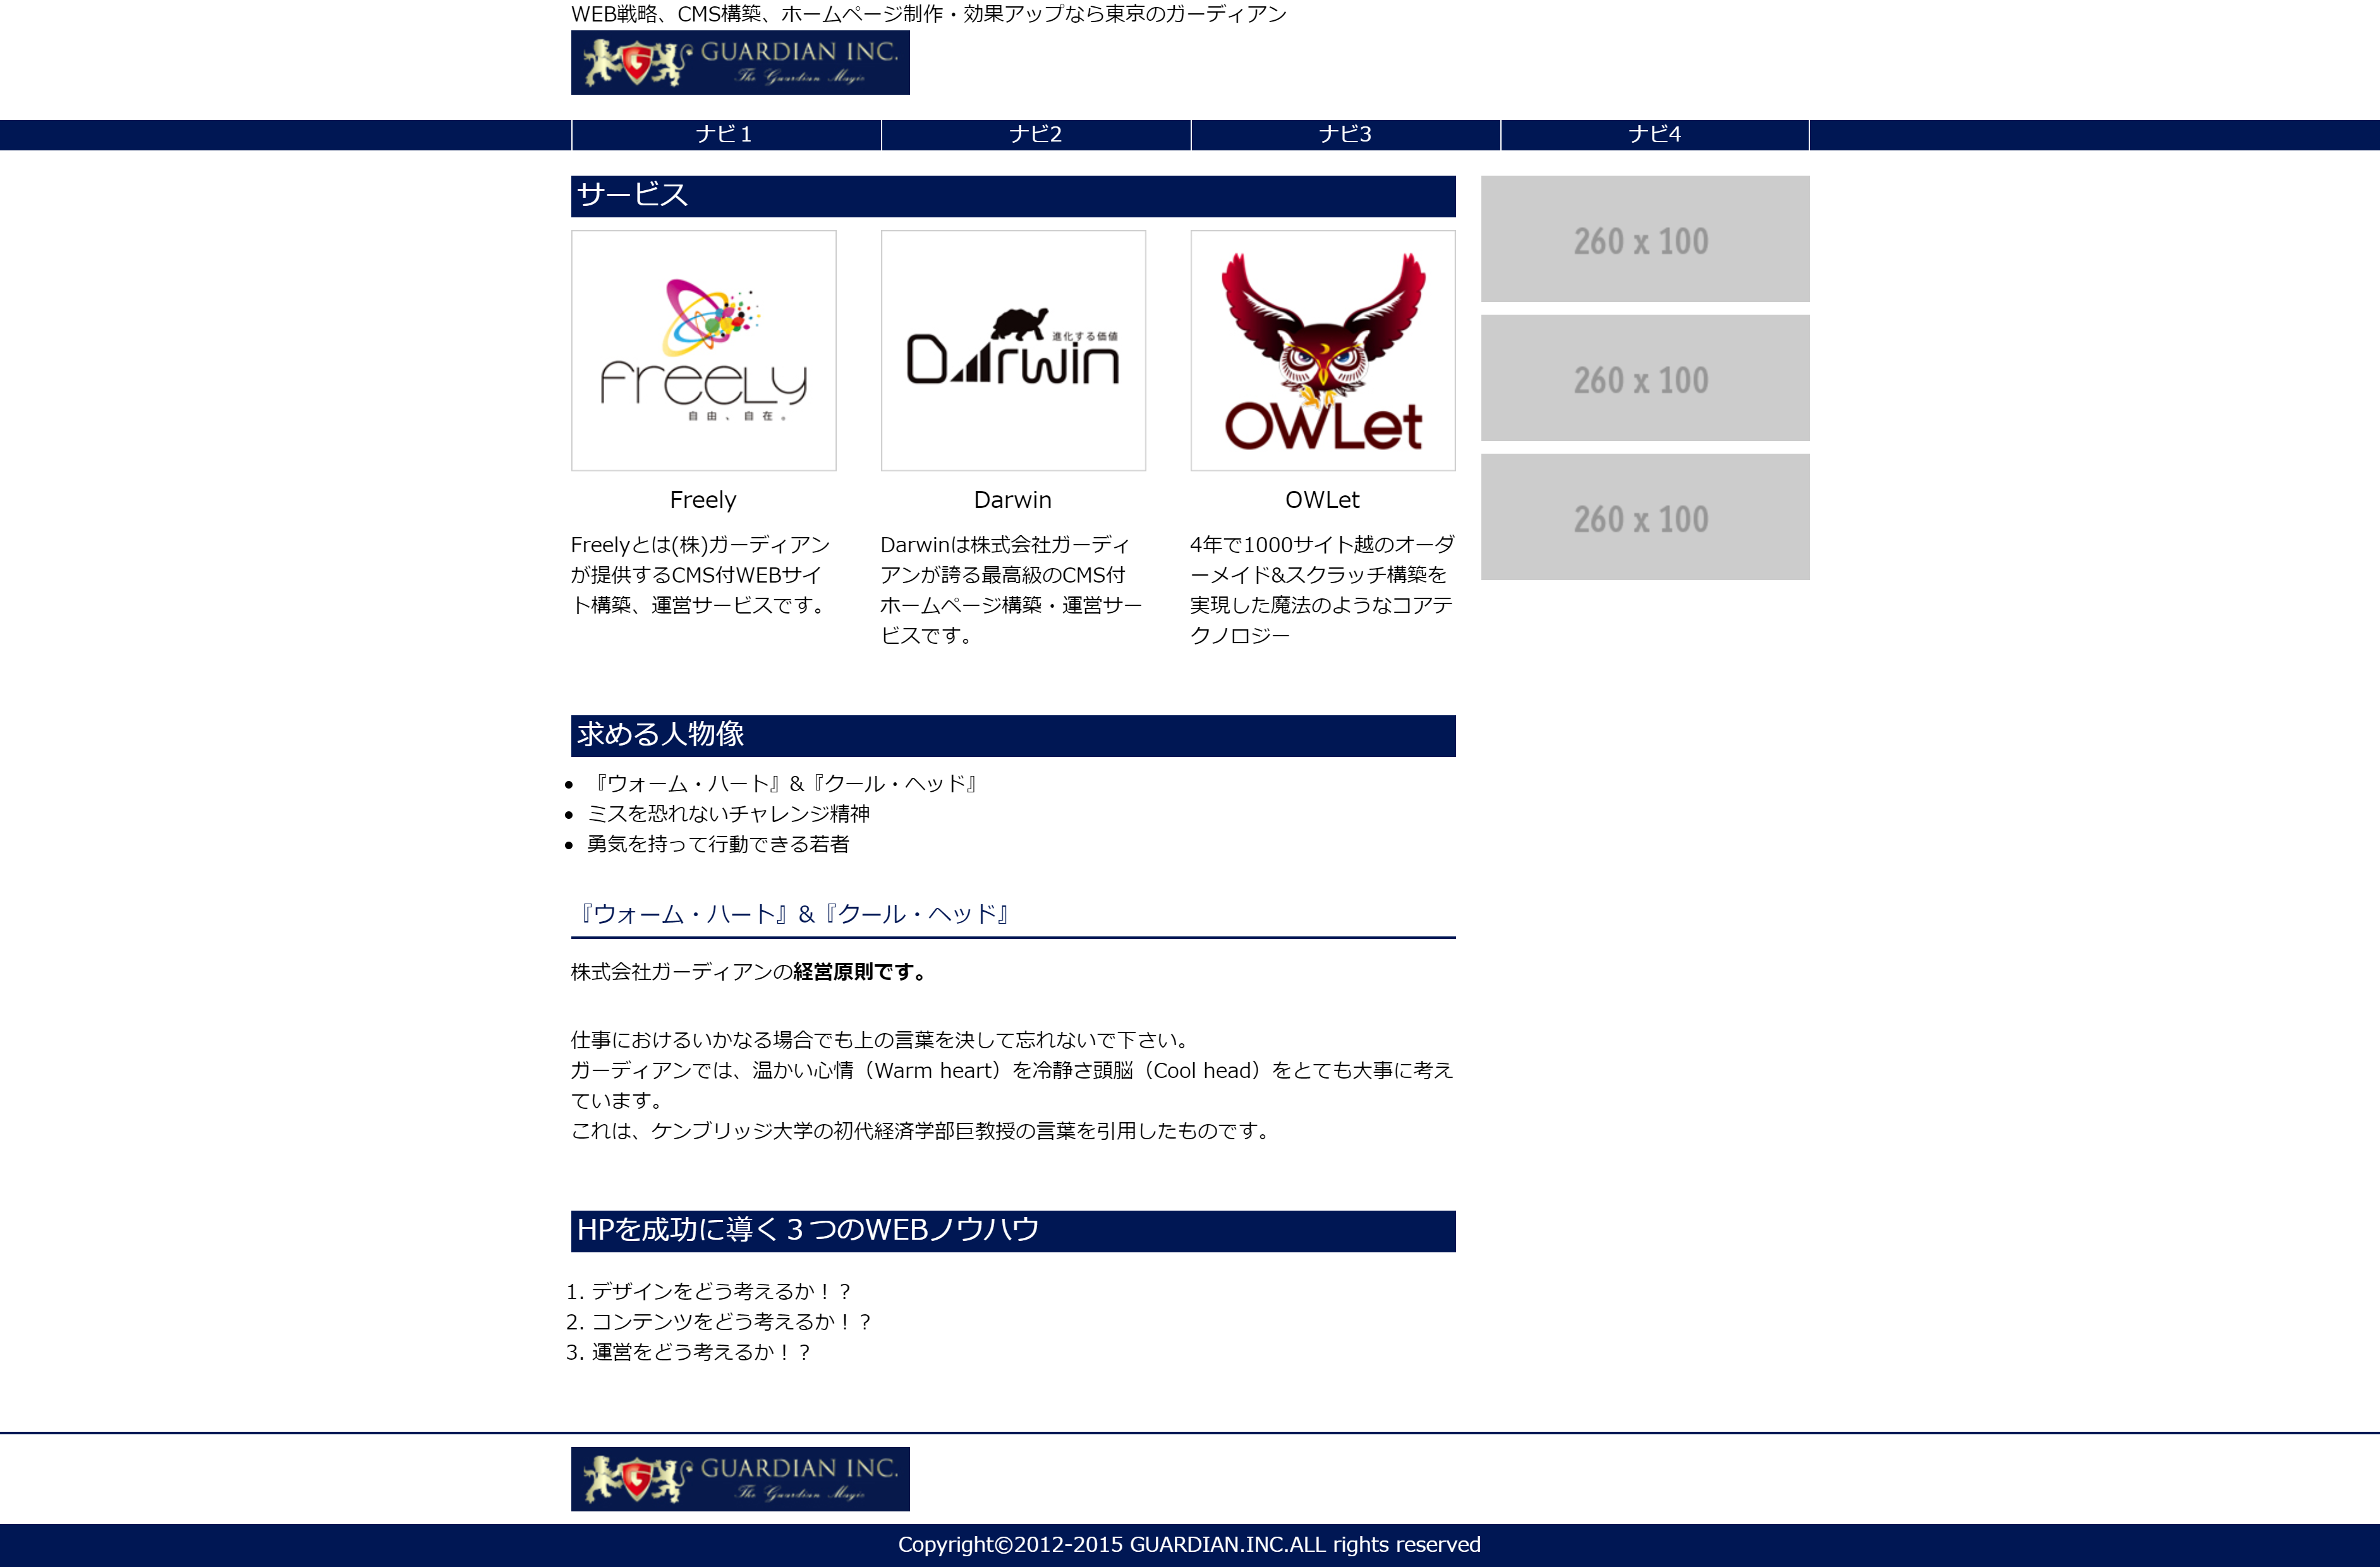 WEB戦略、CMS構築、ホームページ制作・効果アップなら東京のガーディアン
GUARDIAN INC.
The Guardian Magic
ナビ１
ナビ2
ナビ3
ナビ4
サービス
Freely
自由、自在。
進化する価値
Darwin
OWLet
260 x 100
260 x 100
260 x 100
Freely
Freelyとは(株)ガーディアン
が提供するCMS付WEBサイ
ト構築、運営サービスです。
Darwin
Darwinは株式会社ガーディ
アンが誇る最高級のCMS付
ホームページ構築・運営サー
ビスです。
OWLet
4年で1000サイト越のオーダ
ーメイド&スクラッチ構築を
実現した魔法のようなコアテ
クノロジー
求める人物像
• 『ウォーム・ハート』&『クール・ヘッド』
• ミスを恐れないチャレンジ精神
• 勇気を持って行動できる若者
『ウォーム・ハート』&『クール・ヘッド』
株式会社ガーディアンの経営原則です。
仕事におけるいかなる場合でも上の言葉を決して忘れないで下さい。
ガーディアンでは、温かい心情（Warm heart）を冷静さ頭脳（Cool head）をとても大事に考え
ています。
これは、ケンブリッジ大学の初代経済学部巨教授の言葉を引用したものです。
HPを成功に導く３つのWEBノウハウ
1. デザインをどう考えるか！？
2. コンテンツをどう考えるか！？
3. 運営をどう考えるか！？
GUARDIAN INC.
The Guardian Magic
Copyright©2012-2015 GUARDIAN.INC.ALL rights reserved